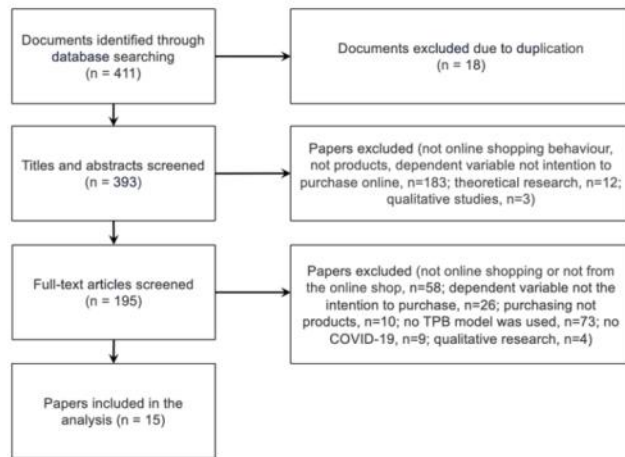 Documents identified through
database searching
(n = 411)
Documents excluded due to duplication
(n = 18)
Titles and abstracts screened
(n = 393)
Papers excluded (not online shopping behaviour,
not products, dependent variable not intention to
purchase online, n=183; theoretical research, n=12;
qualitative studies, n=3)
Full-text articles screened
(n = 195)
Papers excluded (not online shopping or not from
the online shop, n=58; dependent variable not the
intention to purchase, n=26; purchasing not
products, n=10; no TPB model was used, n=73; no
COVID-19, n=9; qualitative research, n=4)
Papers included in the
analysis (n = 15)